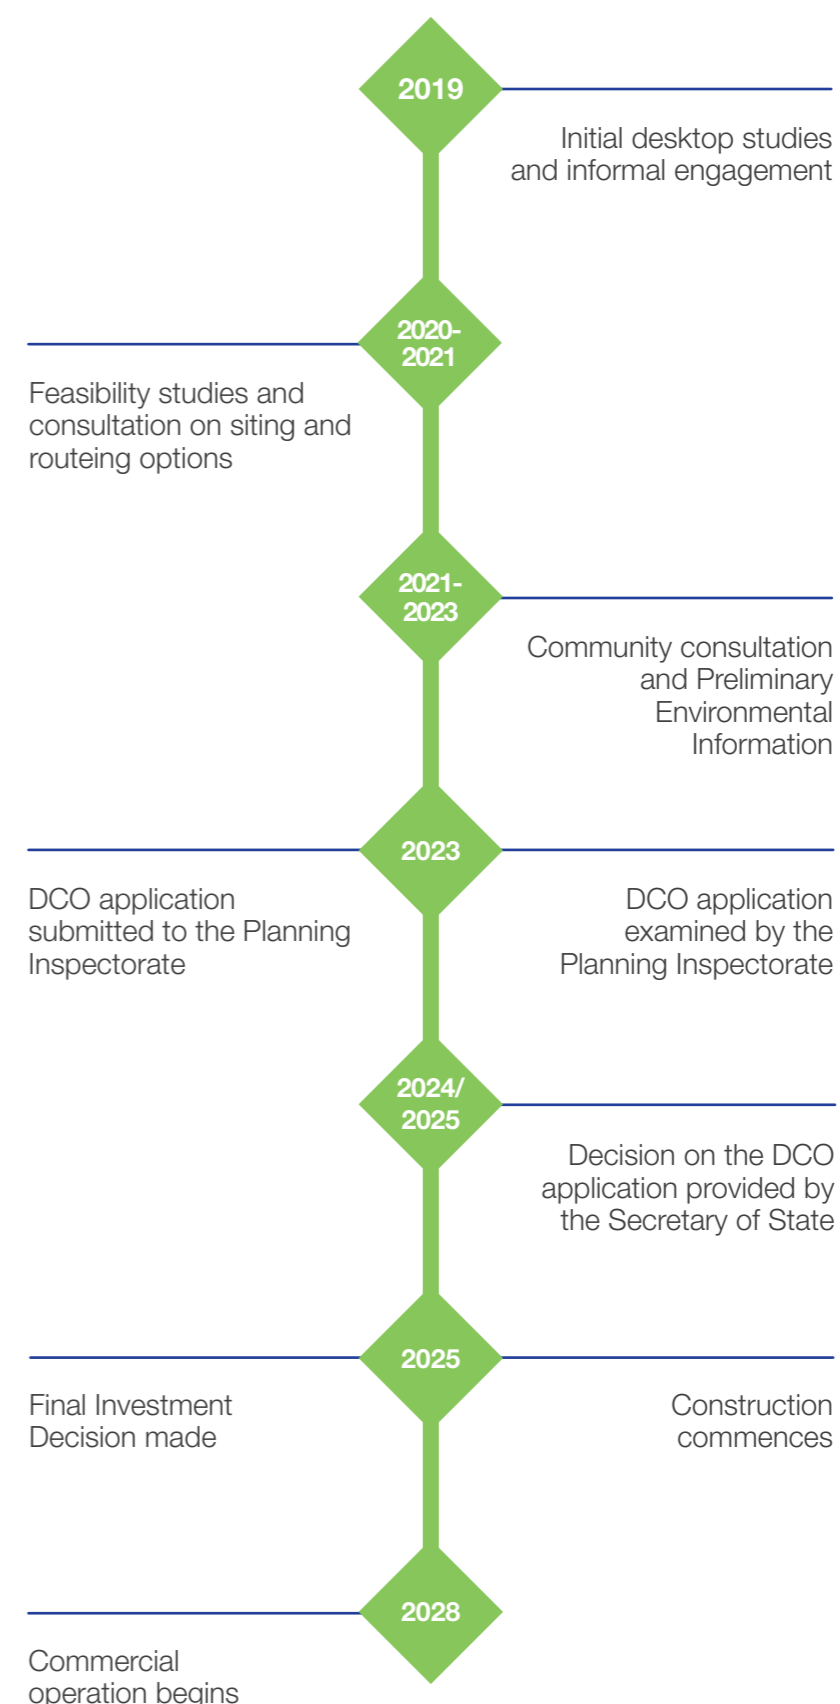 2019
Initial desktop studies
and informal engagement
2020-
2021
Feasibility studies and
consultation on siting and
routeing options
2021-
2023
Community consultation
and Preliminary
Environmental
Information
2023
DCO application
submitted to the Planning
Inspectorate
DCO application
examined by the
Planning Inspectorate
2024/
2025
Decision on the DCO
application provided by
the Secretary of State
2025
Final Investment
Decision made
Construction
commences
2028
Commercial
operation begins